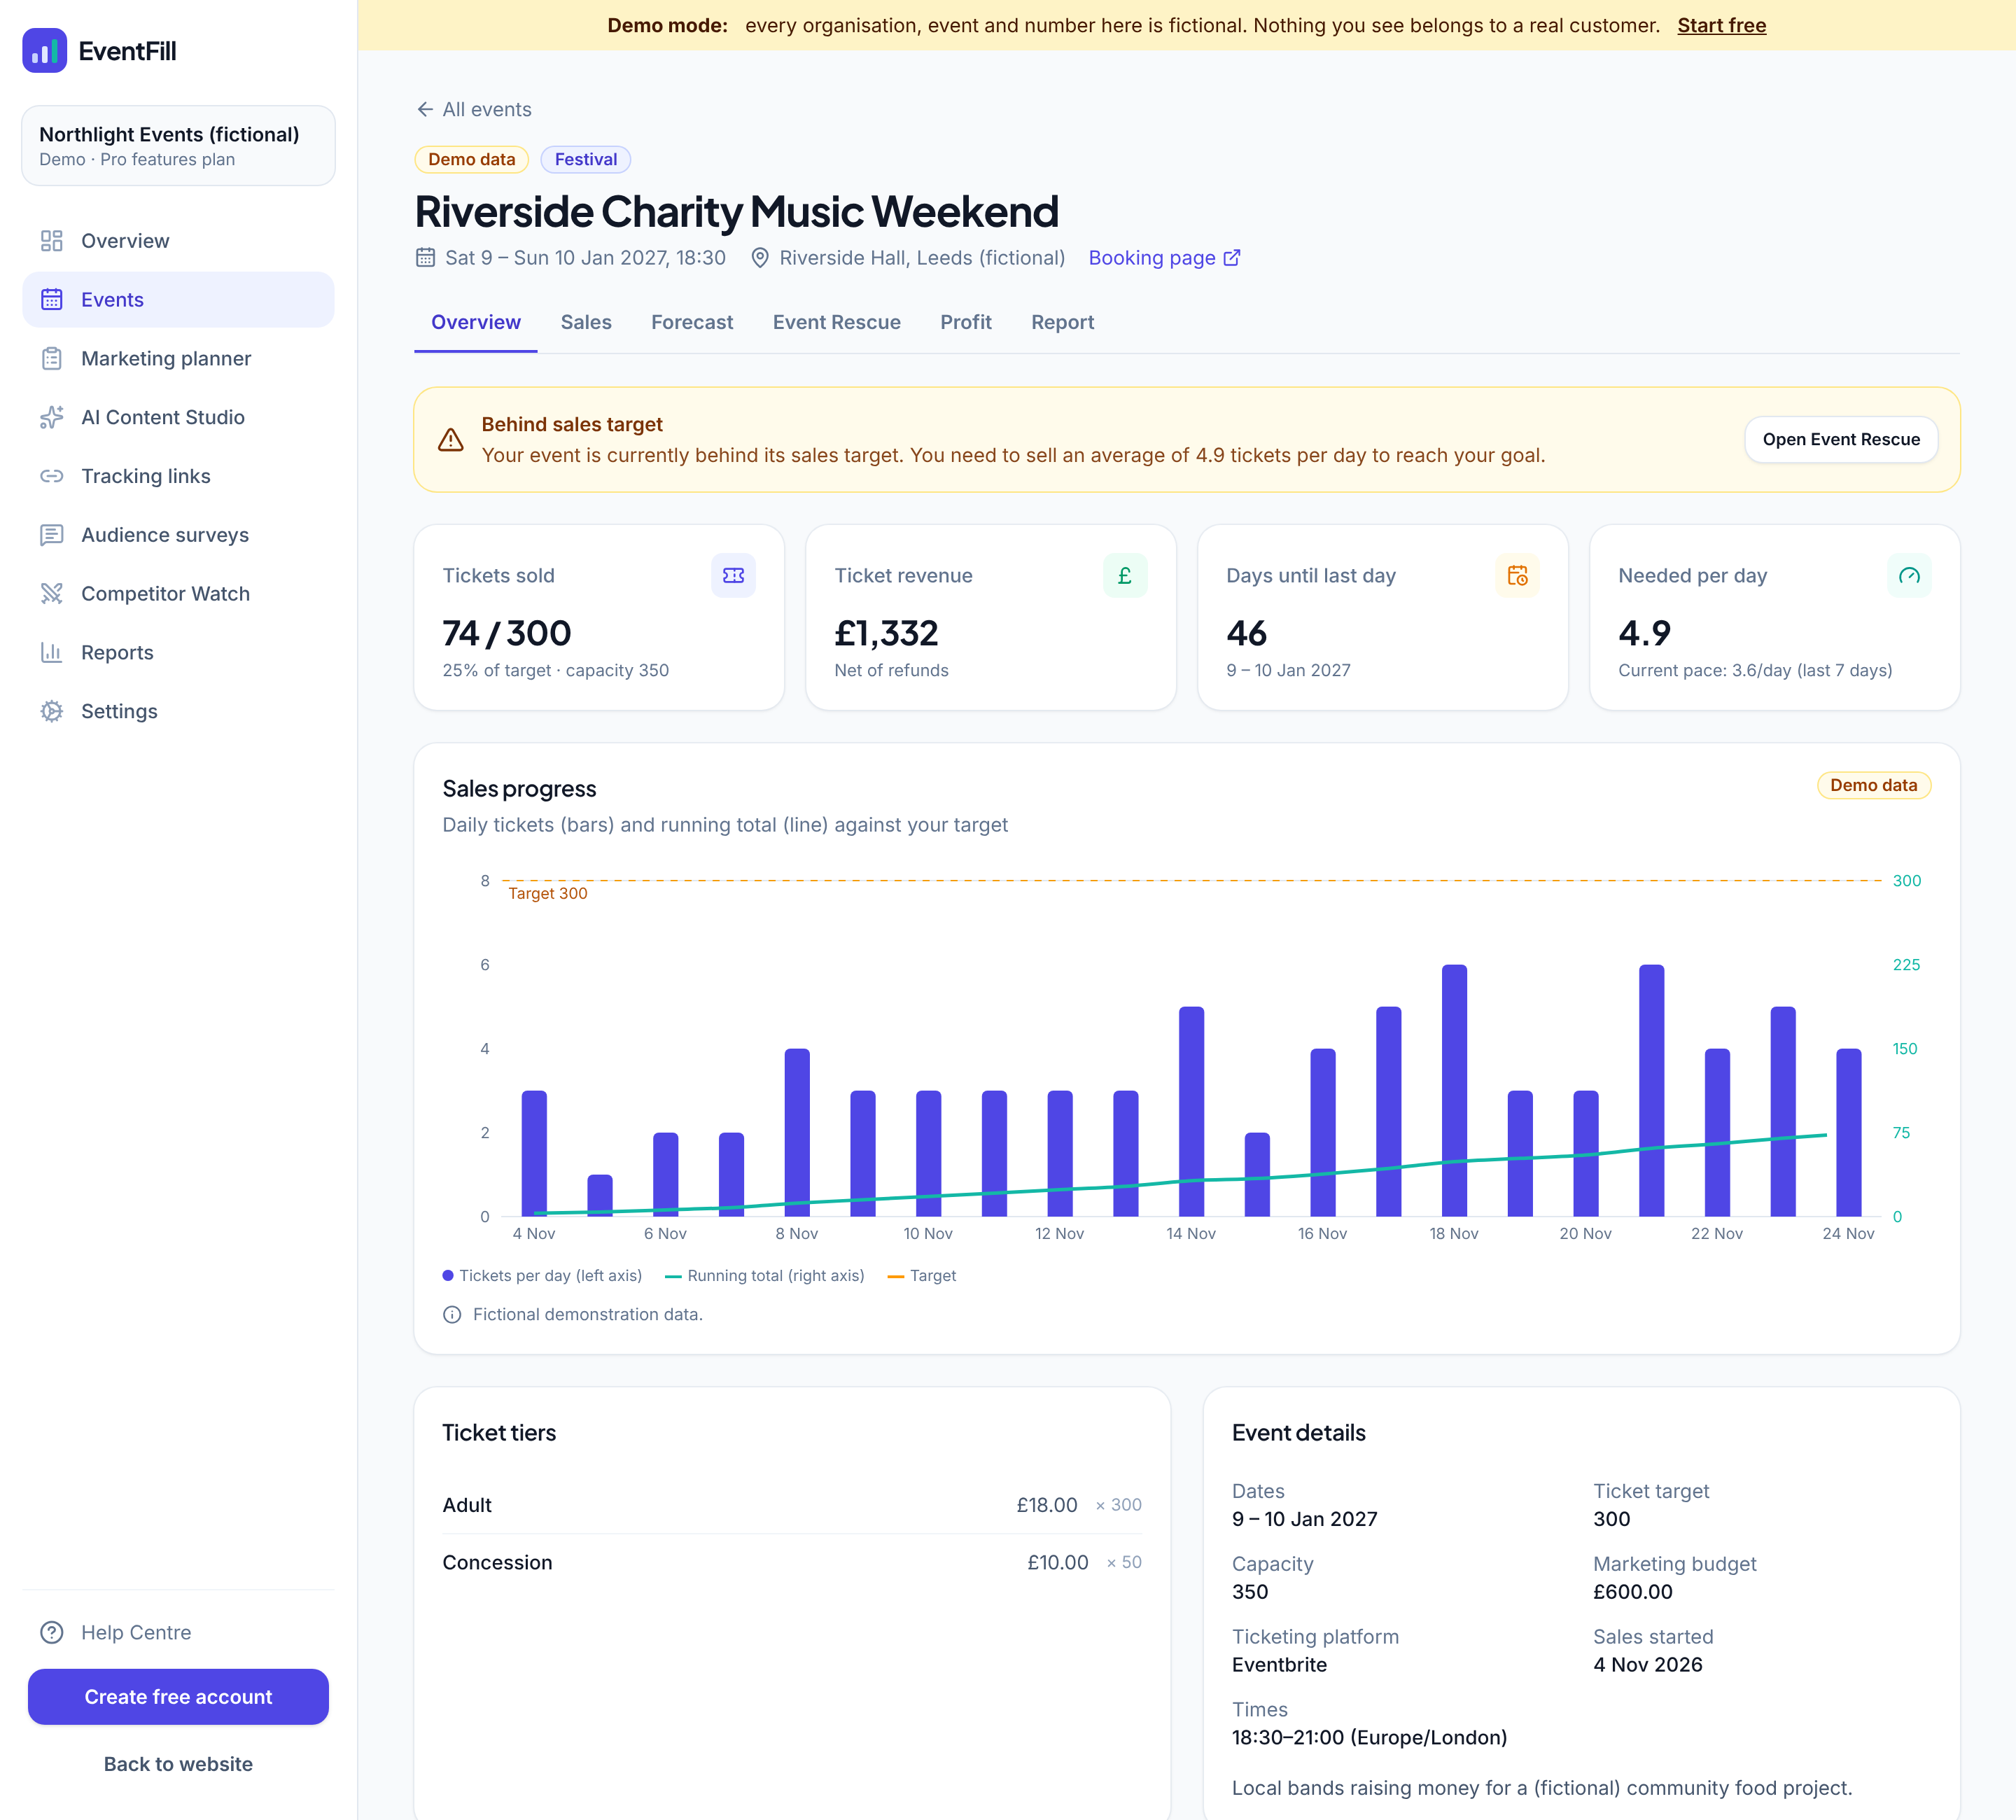 EventFill
Northlight Events (fictional)
Demo · Pro features plan
Overview
Events
Marketing planner
AI Content Studio
Tracking links
Audience surveys
Competitor Watch
Reports
Settings
Help Centre
Create free account
Back to website
Demo mode: every organisation, event and number here is fictional. Nothing you see belongs to a real customer. Start free
All events
Demo data Festival
Riverside Charity Music Weekend
Sat 9 – Sun 10 Jan 2027, 18:30 Riverside Hall, Leeds (fictional) Booking page
Overview Sales Forecast Event Rescue Profit Report
Behind sales target
Your event is currently behind its sales target. You need to sell an average of 4.9 tickets per day to reach your goal.
Open Event Rescue
Tickets sold
74 / 300
25% of target · capacity 350
Ticket revenue
£
£1,332
Net of refunds
Days until last day
46
9 – 10 Jan 2027
Needed per day
4.9
Current pace: 3.6/day (last 7 days)
Sales progress
Demo data
Daily tickets (bars) and running total (line) against your target
8 300
Target 300
6 225
4 150
2 75
0 0
4 Nov 6 Nov 8 Nov 10 Nov 12 Nov 14 Nov 16 Nov 18 Nov 20 Nov 22 Nov 24 Nov
Tickets per day (left axis) Running total (right axis) Target
Fictional demonstration data.
Ticket tiers
Adult £18.00 × 300
Concession £10.00 × 50
Event details
Dates Ticket target
9 – 10 Jan 2027 300
Capacity Marketing budget
350 £600.00
Ticketing platform Sales started
Eventbrite 4 Nov 2026
Times
18:30–21:00 (Europe/London)
Local bands raising money for a (fictional) community food project.